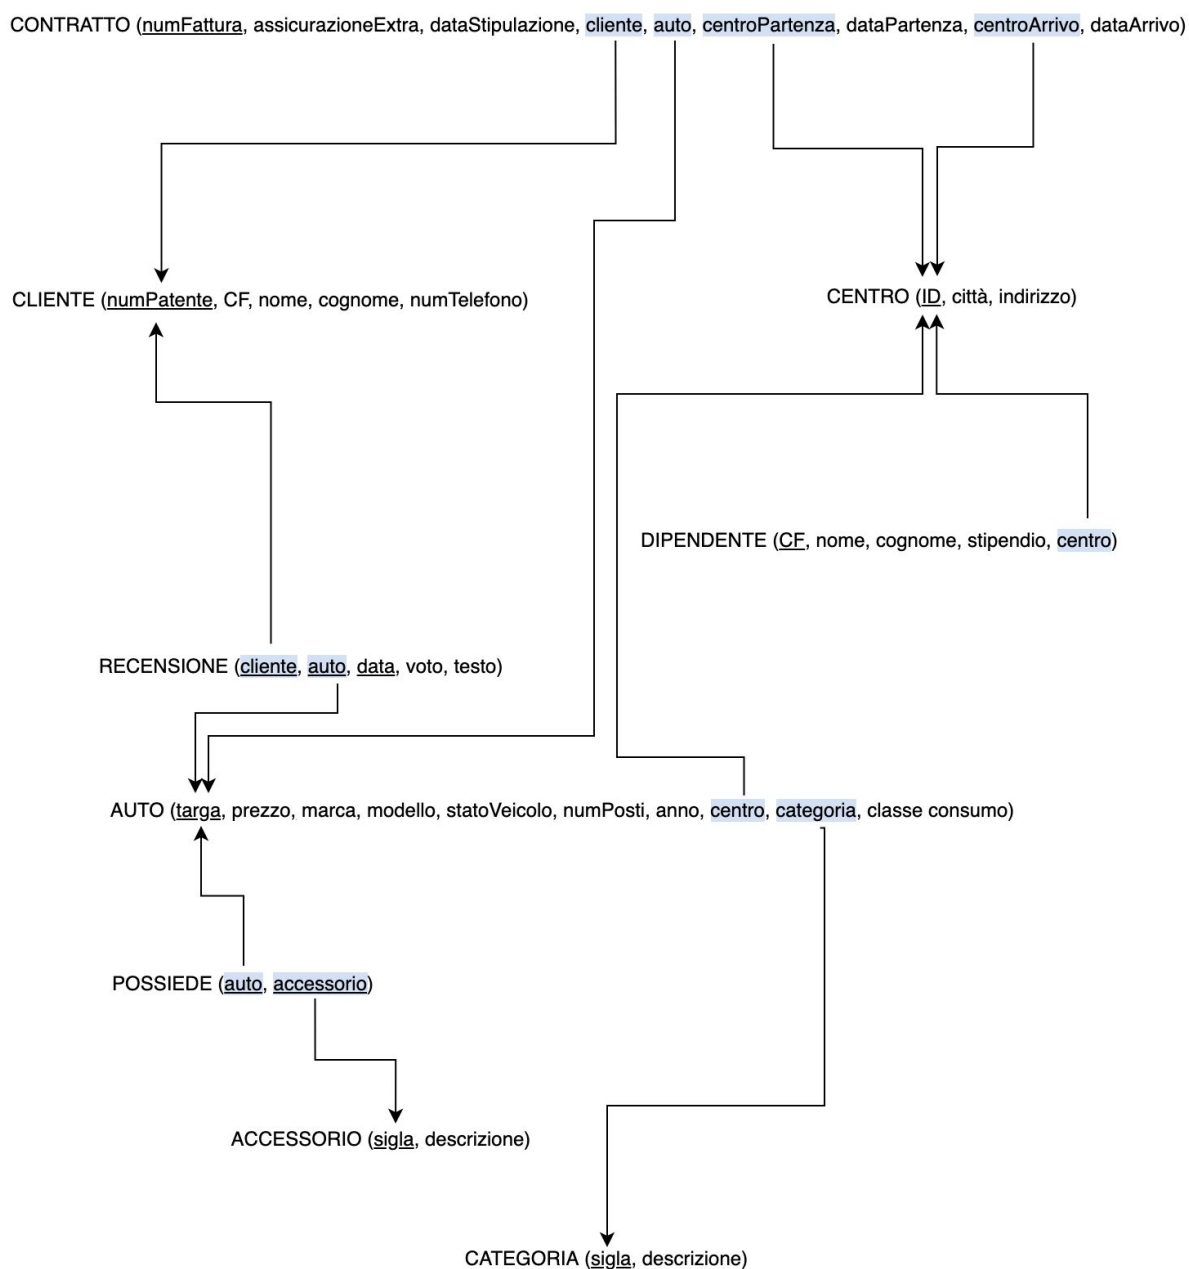 CONTRATTO (numFattura, assicurazioneExtra, dataStipulazione, cliente, auto, centroPartenza, dataPartenza, centroArrivo, dataArrivo)
CLIENTE (numPatente, CF, nome, cognome, numTelefono)
CENTRO (ID, città, indirizzo)
DIPENDENTE (CF, nome, cognome, stipendio, centro)
RECENSIONE (cliente, auto, data, voto, testo)
AUTO (targa, prezzo, marca, modello, statoVeicolo, numPosti, anno, centro, categoria, classe consumo)
POSSIEDE (auto, accessorio)
ACCESSORIO (sigla, descrizione)
CATEGORIA (sigla, descrizione)